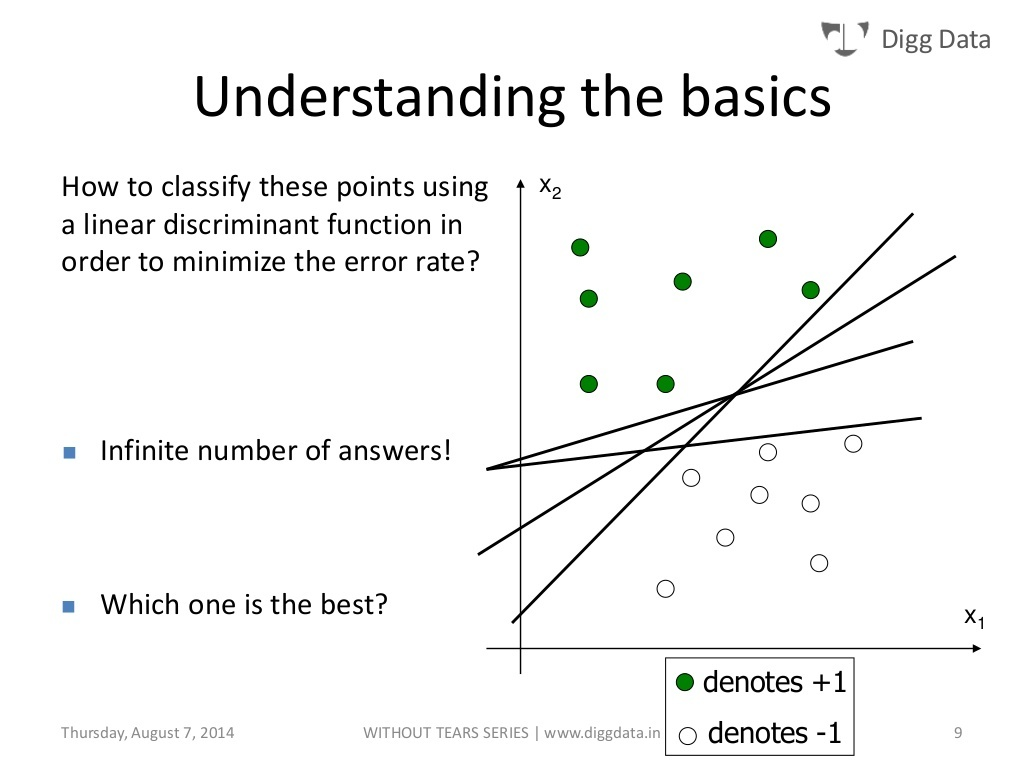 Digg Data
Understanding the basics
How to classify these points using
a linear discriminant function in
order to minimize the error rate?
x2
Infinite number of answers!
Which one is the best?
x1
denotes +1
denotes -1
Thursday, August 7, 2014
WITHOUT TEARS SERIES | www.diggdata.in
9